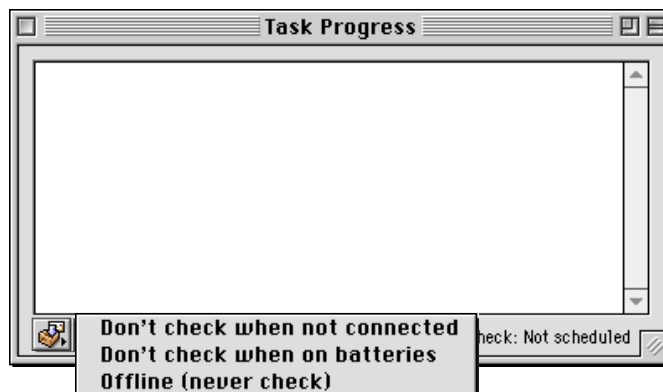 Task Progress
Don't check when not connected
heck: Not scheduled
Don't check when on batteries
Offline (never check)